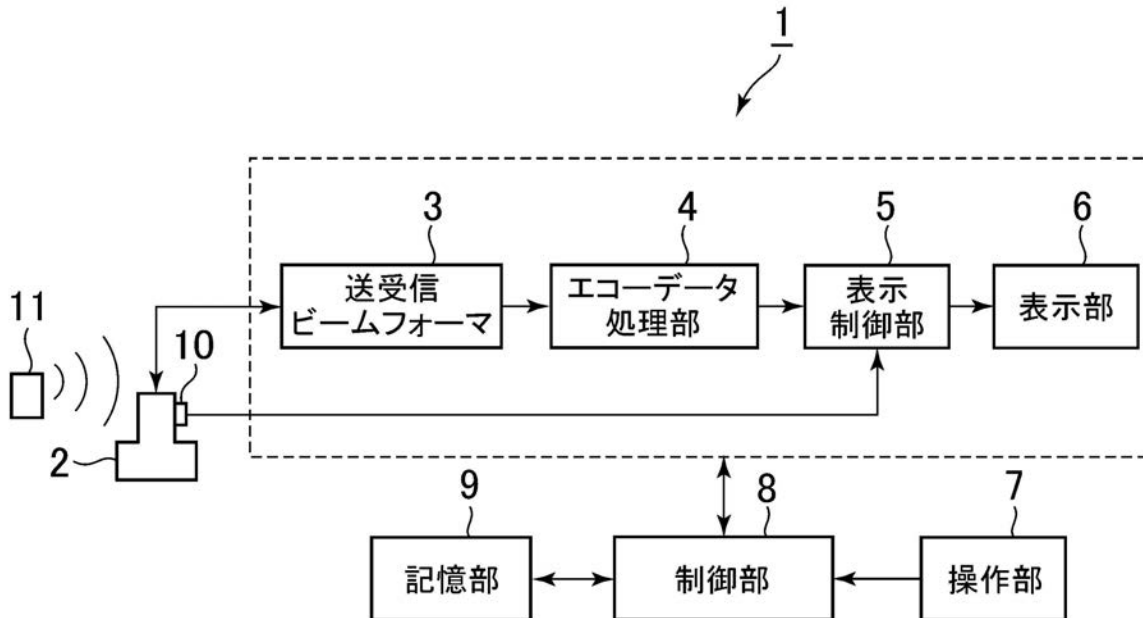 1
3
4
5
6
送受信
ビームフォーマ
エコーデータ
処理部
表示
制御部
表示部
11
10
2
9
8
7
記憶部
制御部
操作部